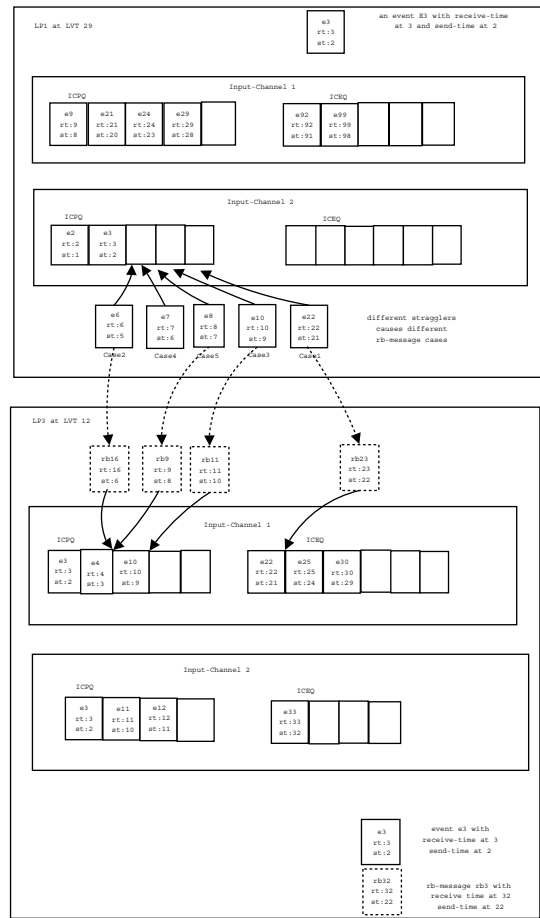 LP1 at LVT 29
e3
rt:3
st:2
an event E3 with receive-time
at 3 and send-time at 2
Input-Channel 1
ICPQ
ICEQ
e9
rt:9
st:8
e21
rt:21
st:20
e24
rt:24
st:23
e29
rt:29
st:28
e92
rt:92
st:91
e99
rt:99
st:98
Input-Channel 2
ICPQ
ICEQ
e2
rt:2
st:1
e3
rt:3
st:2
e6
rt:6
st:5
Case2
e7
rt:7
st:6
Case4
e8
rt:8
st:7
Case5
e10
rt:10
st:9
Case3
e22
rt:22
st:21
Case1
different stragglers
causes different
rb-message cases
LP3 at LVT 12
rb16
rt:16
st:6
rb9
rt:9
st:8
rb11
rt:11
st:10
rb23
rt:23
st:22
Input-Channel 1
ICPQ
ICEQ
e3
rt:3
st:2
e4
rt:4
st:3
e10
rt:10
st:9
e22
rt:22
st:21
e25
rt:25
st:24
e30
rt:30
st:29
Input-Channel 2
ICPQ
ICEQ
e3
rt:3
st:2
e11
rt:11
st:10
e12
rt:12
st:11
e33
rt:33
st:32
e3
rt:3
st:2
event e3 with
receive-time at 3
send-time at 2
rb32
rt:32
st:22
rb-message rb3 with
receive time at 32
send-time at 22